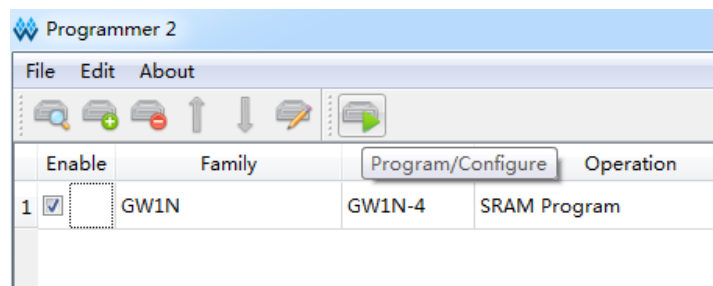 Programmer 2
File Edit About
Enable Family Program/Configure Operation
1 GW1N GW1N-4 SRAM Program